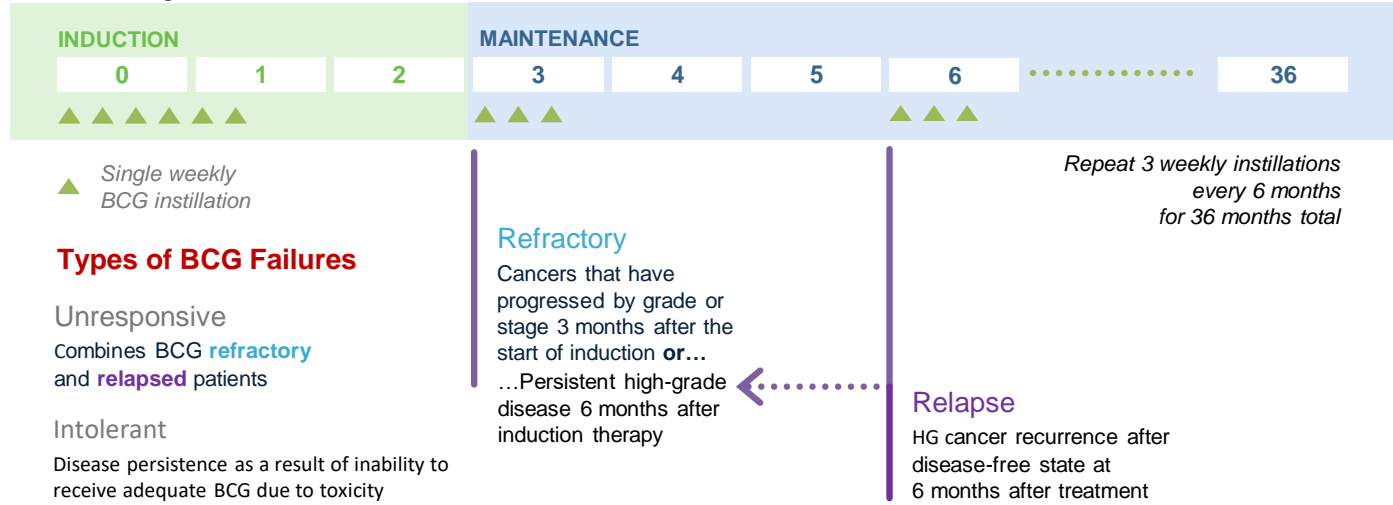 INDUCTION
MAINTENANCE
0 1 2 3 4 5 6 36
Single weekly
BCG instillation
Repeat 3 weekly instillations
every 6 months
for 36 months total
Types of BCG Failures
Unresponsive
Combines BCG refractory
and relapsed patients
Intolerant
Disease persistence as a result of inability to
receive adequate BCG due to toxicity
Refractory
Cancers that have
progressed by grade or
stage 3 months after the
start of induction or…
…Persistent high-grade
disease 6 months after
induction therapy
Relapse
HG cancer recurrence after
disease-free state at
6 months after treatment